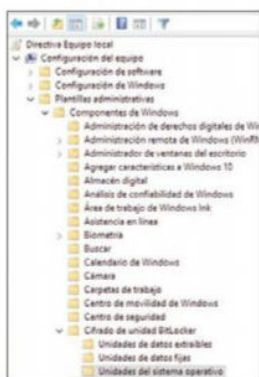 Directiva Equipo local
Configuración del equipo
Configuración de software
Configuración de Windows
Plantillas administrativas
Componentes de Windows
Administración de derechos digitales de Wi
Administración remota de Windows (WinRM
Administrador de ventanas del escritorio
Agregar características a Windows 10
Almacén digital
Análisis de confiabilidad de Windows
Área de trabajo de Windows Ink
Asistencia en línea
Biometría
Buscar
Calendario de Windows
Cámara
Carpetas de trabajo
Centro de movilidad de Windows
Centro de seguridad
Cifrado de unidad BitLocker
Unidades de datos extraíbles
Unidades de datos fijas
Unidades del sistema operativo